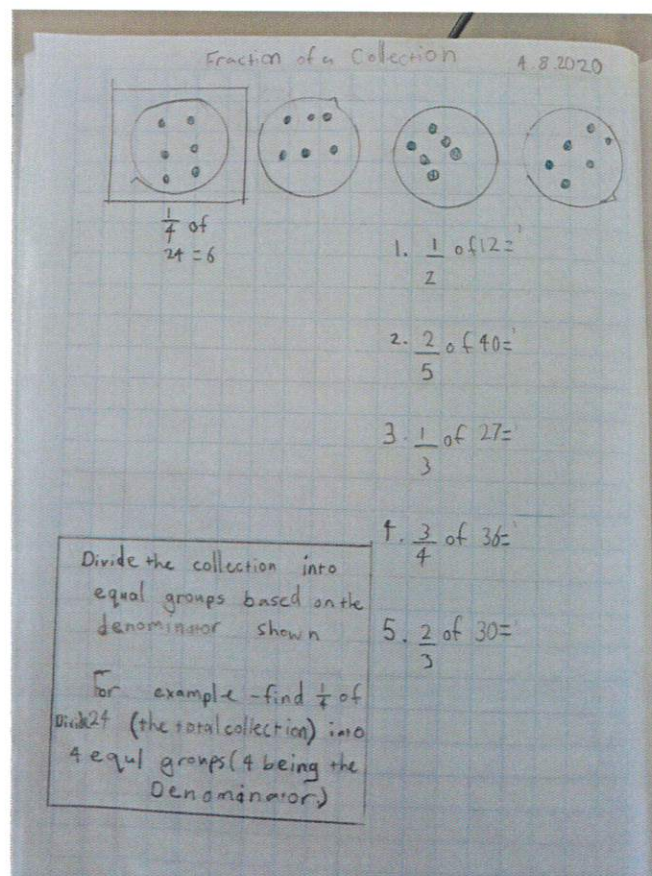 Fraction of a Collection 4.8.2020
1/4 of
24 = 6
1. 1/2 of 12=
2. 2/5 of 40=
3. 1/3 of 27=
4. 3/4 of 36=
5. 2/3 of 30=
Divide the collection into
equal groups based on the
denominator shown
For example - find 1/4 of
Divide 24 (the total collection) into
4 equl groups (4 being the
Denominator)